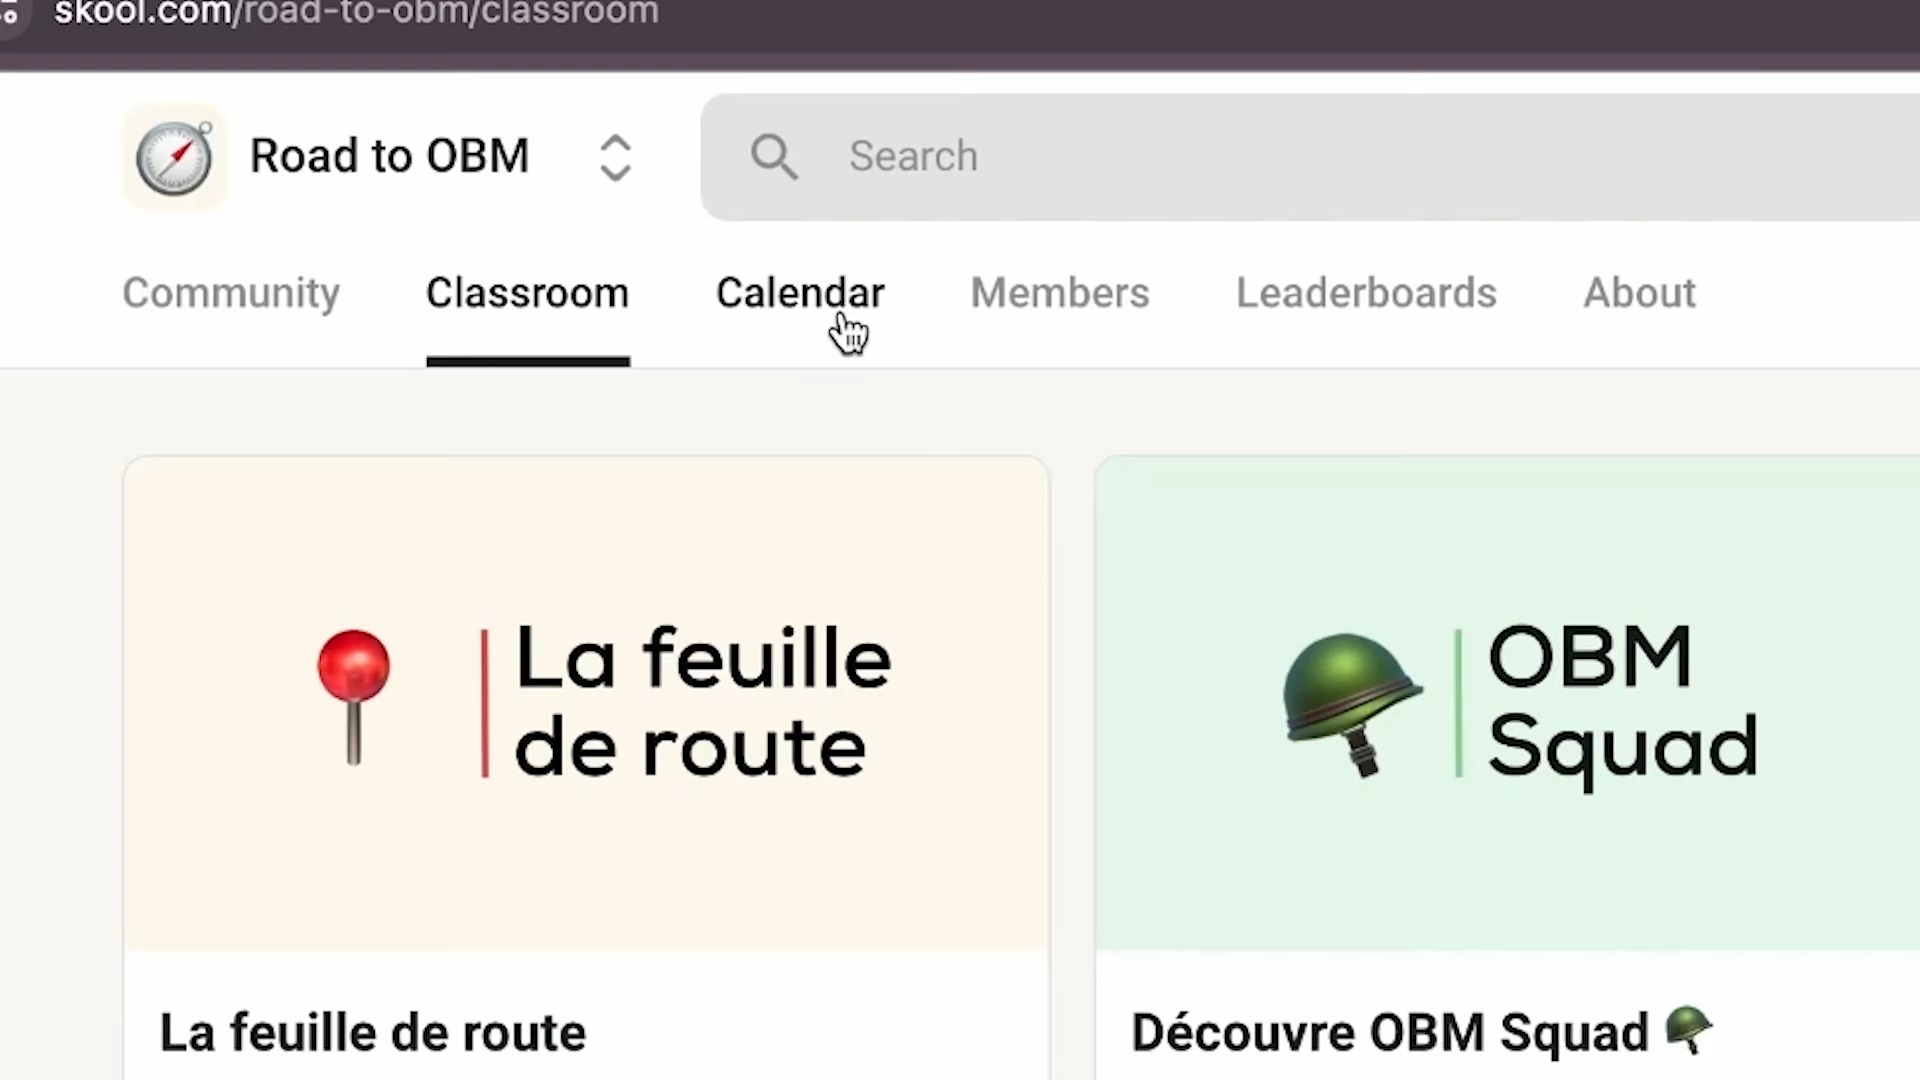 skool.com/road-to-obm/classroom
Road to OBM
Search
Community Classroom Calendar Members Leaderboards About
La feuille
de route
OBM
Squad
La feuille de route
Découvre OBM Squad 🪖